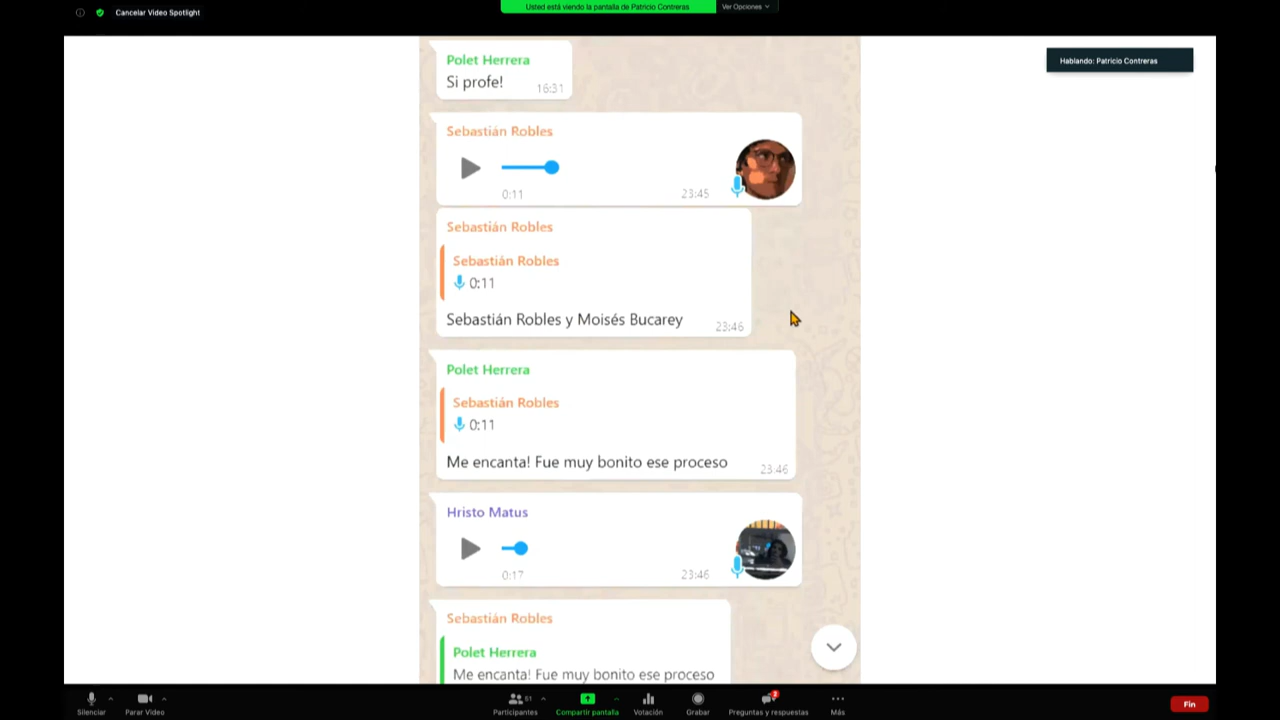 Cancelar Video Spotlight
Usted está viendo la pantalla de Patricio Contreras
Ver Opciones
Hablando: Patricio Contreras
Polet Herrera
Si profe!
16:31
Sebastián Robles
0:11
23:45
Sebastián Robles
Sebastián Robles
0:11
Sebastián Robles y Moisés Bucarey
23:46
Polet Herrera
Sebastián Robles
0:11
Me encanta! Fue muy bonito ese proceso
23:46
Hristo Matus
0:17
23:46
Sebastián Robles
Polet Herrera
Me encanta! Fue muy bonito ese proceso
Silenciar
Parar Video
Participantes
51
Compartir pantalla
Votación
Grabar
Preguntas y respuestas
3
Más
Fin